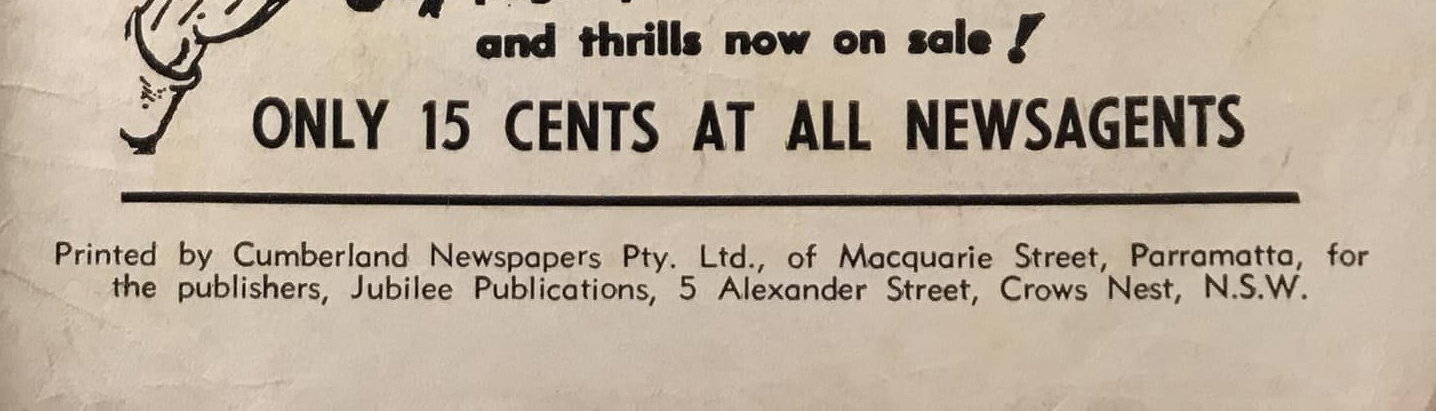 and thrills now on sale!
ONLY 15 CENTS AT ALL NEWSAGENTS
Printed by Cumberland Newspapers Pty. Ltd., of Macquarie Street, Parramatta, for
the publishers, Jubilee Publications, 5 Alexander Street, Crows Nest, N.S.W.